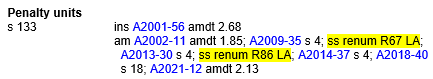 Penalty units
s 133 ins A2001-56 amdt 2.68
am A2002-11 amdt 1.85; A2009-35 s 4; ss renum R67 LA;
A2013-30 s 4; ss renum R86 LA; A2014-37 s 4; A2018-40
s 18; A2021-12 amdt 2.13